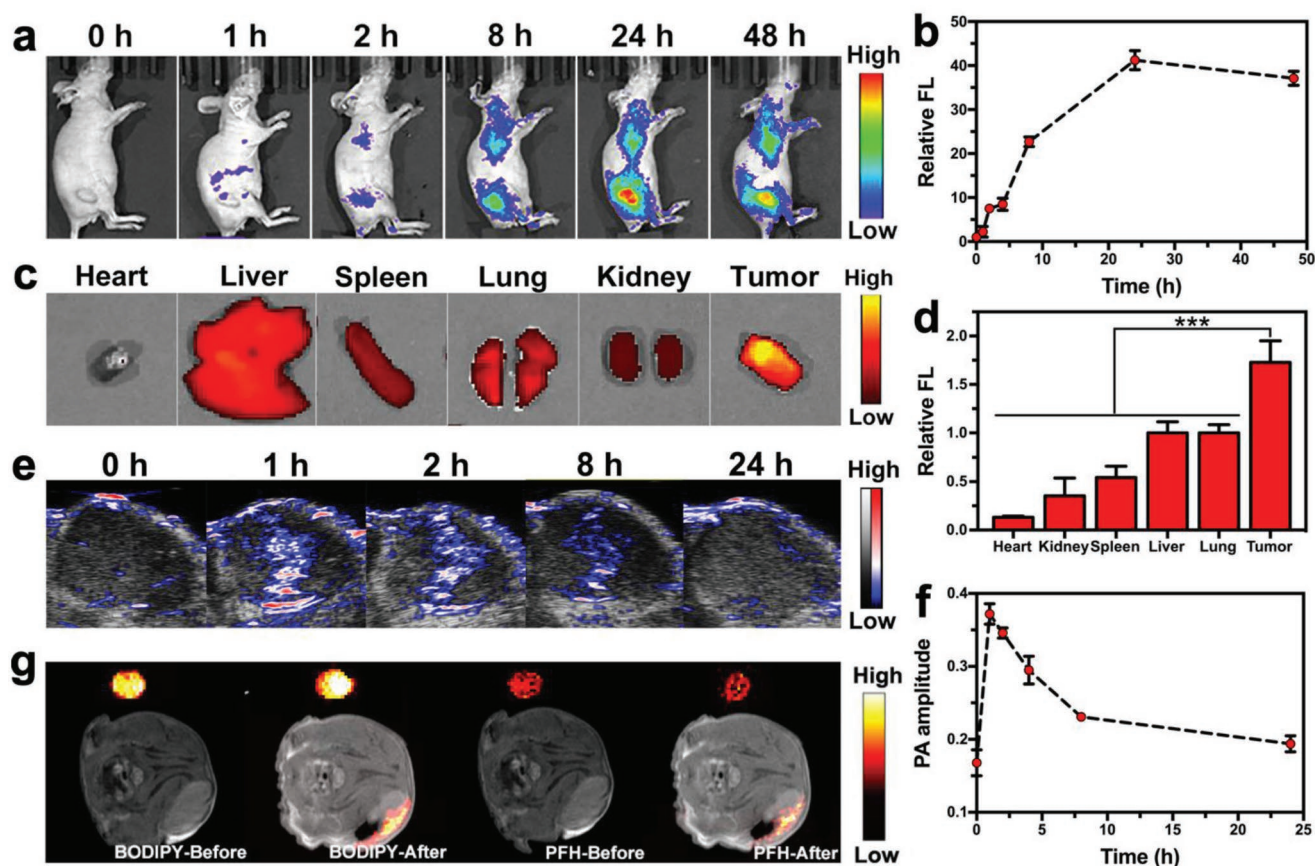 a
0 h 1 h 2 h 8 h 24 h 48 h
High
Low
b
Relative FL
50
40
30
20
10
0
0 10 20 30 40 50
Time (h)
c
Heart Liver Spleen Lung Kidney Tumor
High
Low
d
Relative FL
2.0
1.5
1.0
0.5
0.0
***
Heart Kidney Spleen Liver Lung Tumor
e
0 h 1 h 2 h 8 h 24 h
High
Low
f
PA amplitude
0.4
0.3
0.2
0.1
0 5 10 15 20 25
Time (h)
g
High
Low
BODIPY-Before BODIPY-After PFH-Before PFH-After